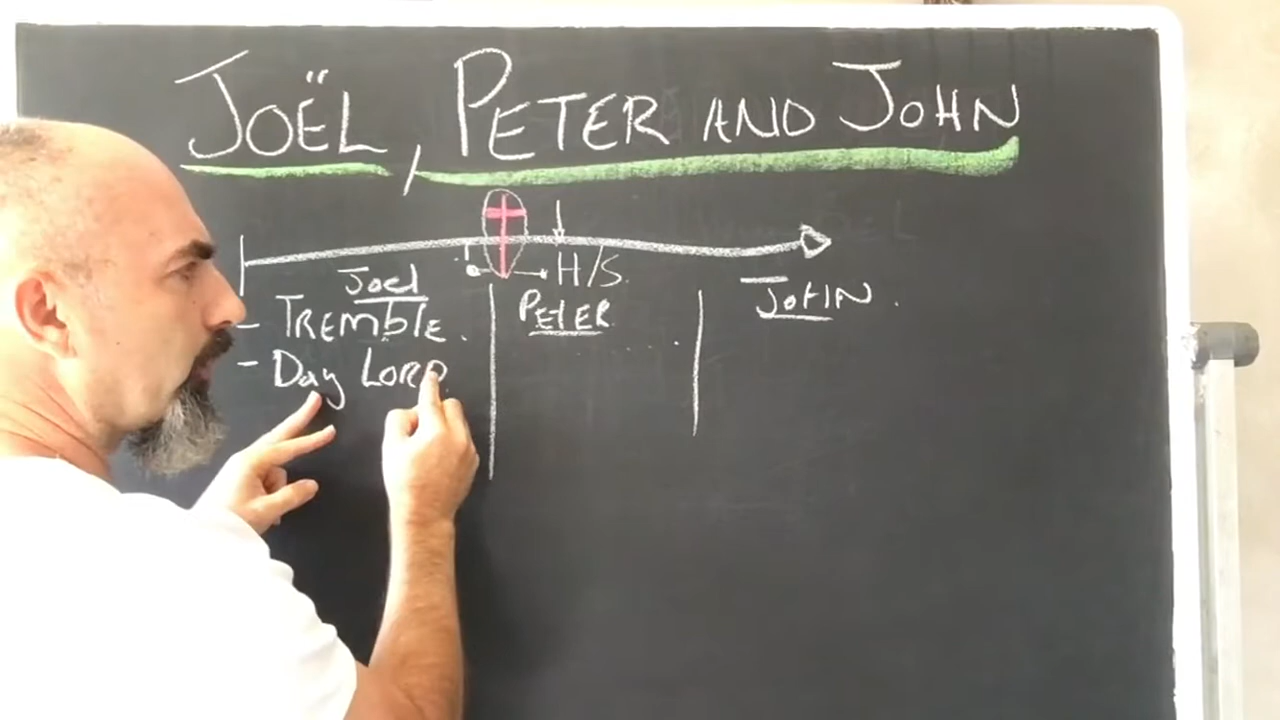 JOËL, PETER AND JOHN
H/S.
Joel
PETER
JOHN.
- TREMBLE.
- Day LORD